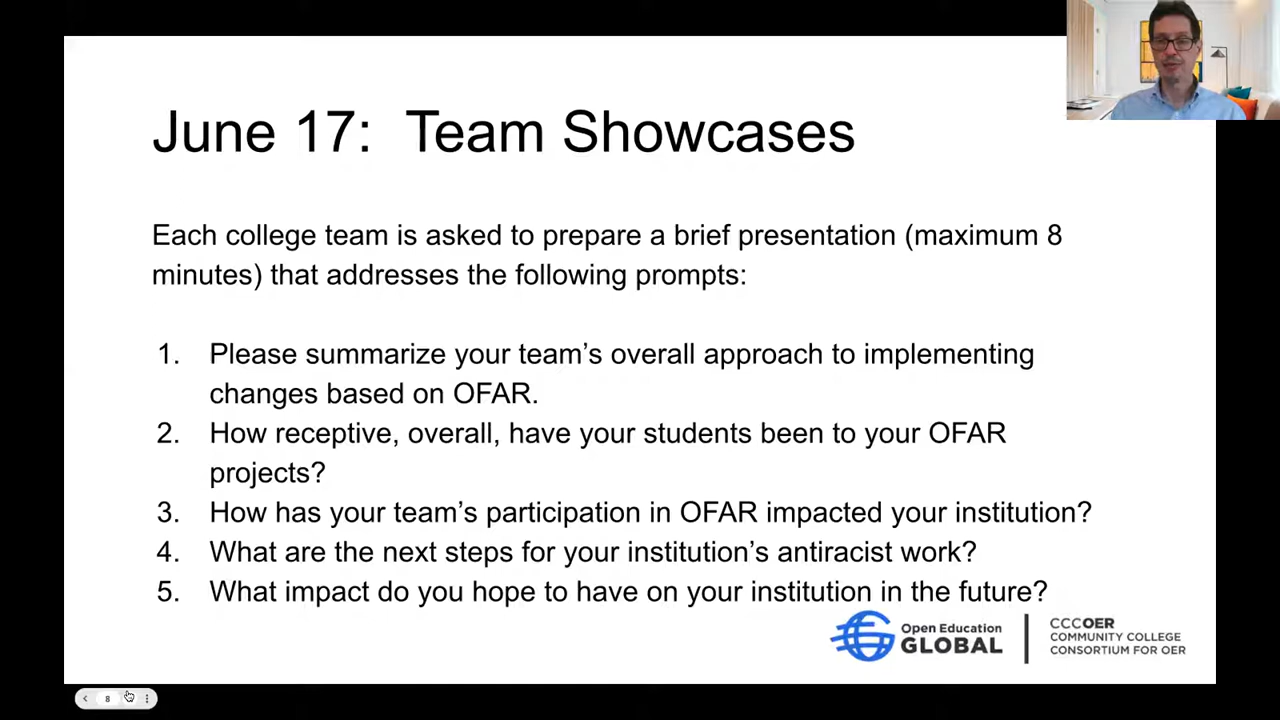 June 17: Team Showcases
Each college team is asked to prepare a brief presentation (maximum 8
minutes) that addresses the following prompts:
1. Please summarize your team’s overall approach to implementing
changes based on OFAR.
2. How receptive, overall, have your students been to your OFAR
projects?
3. How has your team’s participation in OFAR impacted your institution?
4. What are the next steps for your institution’s antiracist work?
5. What impact do you hope to have on your institution in the future?
Open Education
GLOBAL
CCCOER
COMMUNITY COLLEGE
CONSORTIUM FOR OER
8